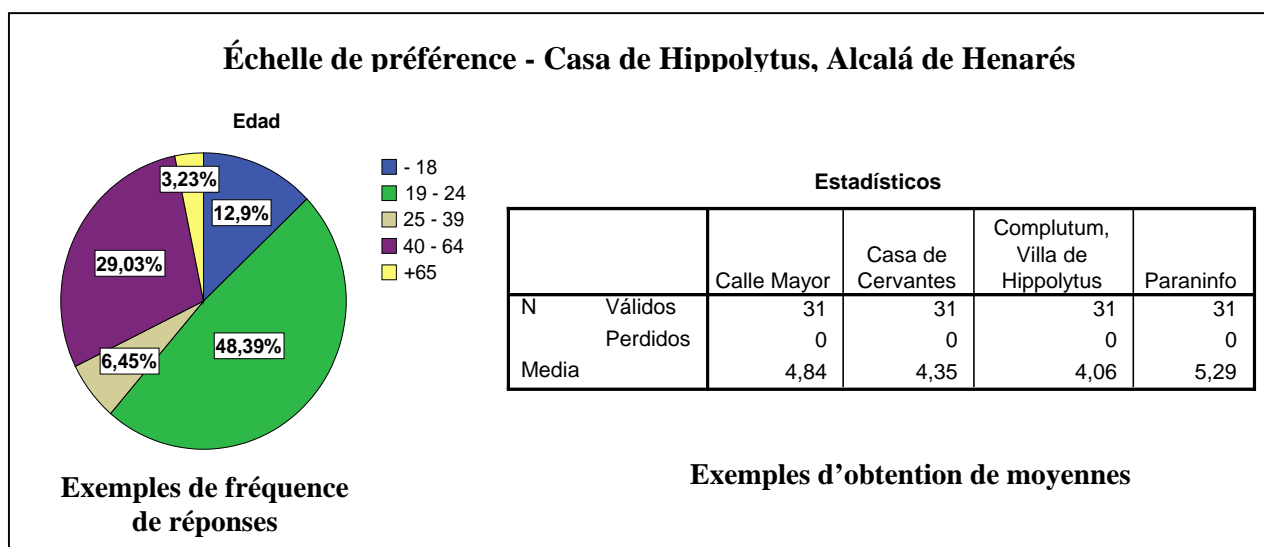 Échelle de préférence - Casa de Hippolytus, Alcalá de Henarés
Edad
3,23%
12,9%
29,03%
48,39%
6,45%
- 18
19 - 24
25 - 39
40 - 64
+65
Exemples de fréquence
de réponses
Estadísticos
Calle Mayor
Casa de
Cervantes
Complutum,
Villa de
Hippolytus
Paraninfo
N Válidos 31 31 31 31
Perdidos 0 0 0 0
Media 4,84 4,35 4,06 5,29
Exemples d’obtention de moyennes